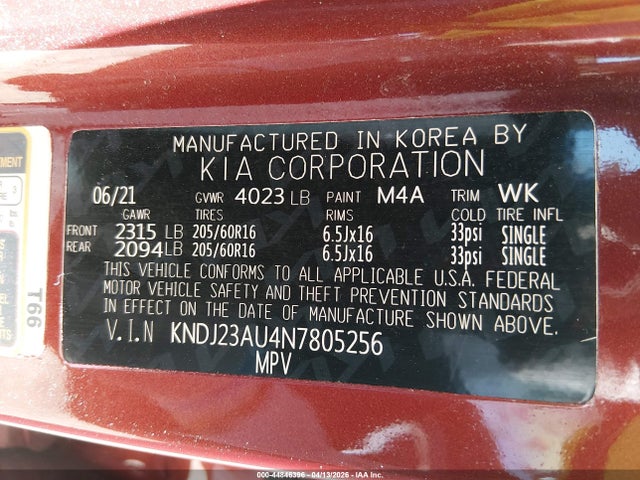 MANUFACTURED IN KOREA BY
KIA CORPORATION
06/21 GVWR 4023 LB PAINT M4A TRIM WK
GAWR TIRES RIMS COLD TIRE INFL
FRONT 2315 LB 205/60R16 6.5Jx16 33psi SINGLE
REAR 2094 LB 205/60R16 6.5Jx16 33psi SINGLE
THIS VEHICLE CONFORMS TO ALL APPLICABLE U.S.A. FEDERAL
MOTOR VEHICLE SAFETY AND THEFT PREVENTION STANDARDS
IN EFFECT ON THE DATE OF MANUFACTURE SHOWN ABOVE.
V.I.N KNDJ23AU4N7805256
MPV
T66
000-44846396 - 04/13/2026 - IAA Inc.